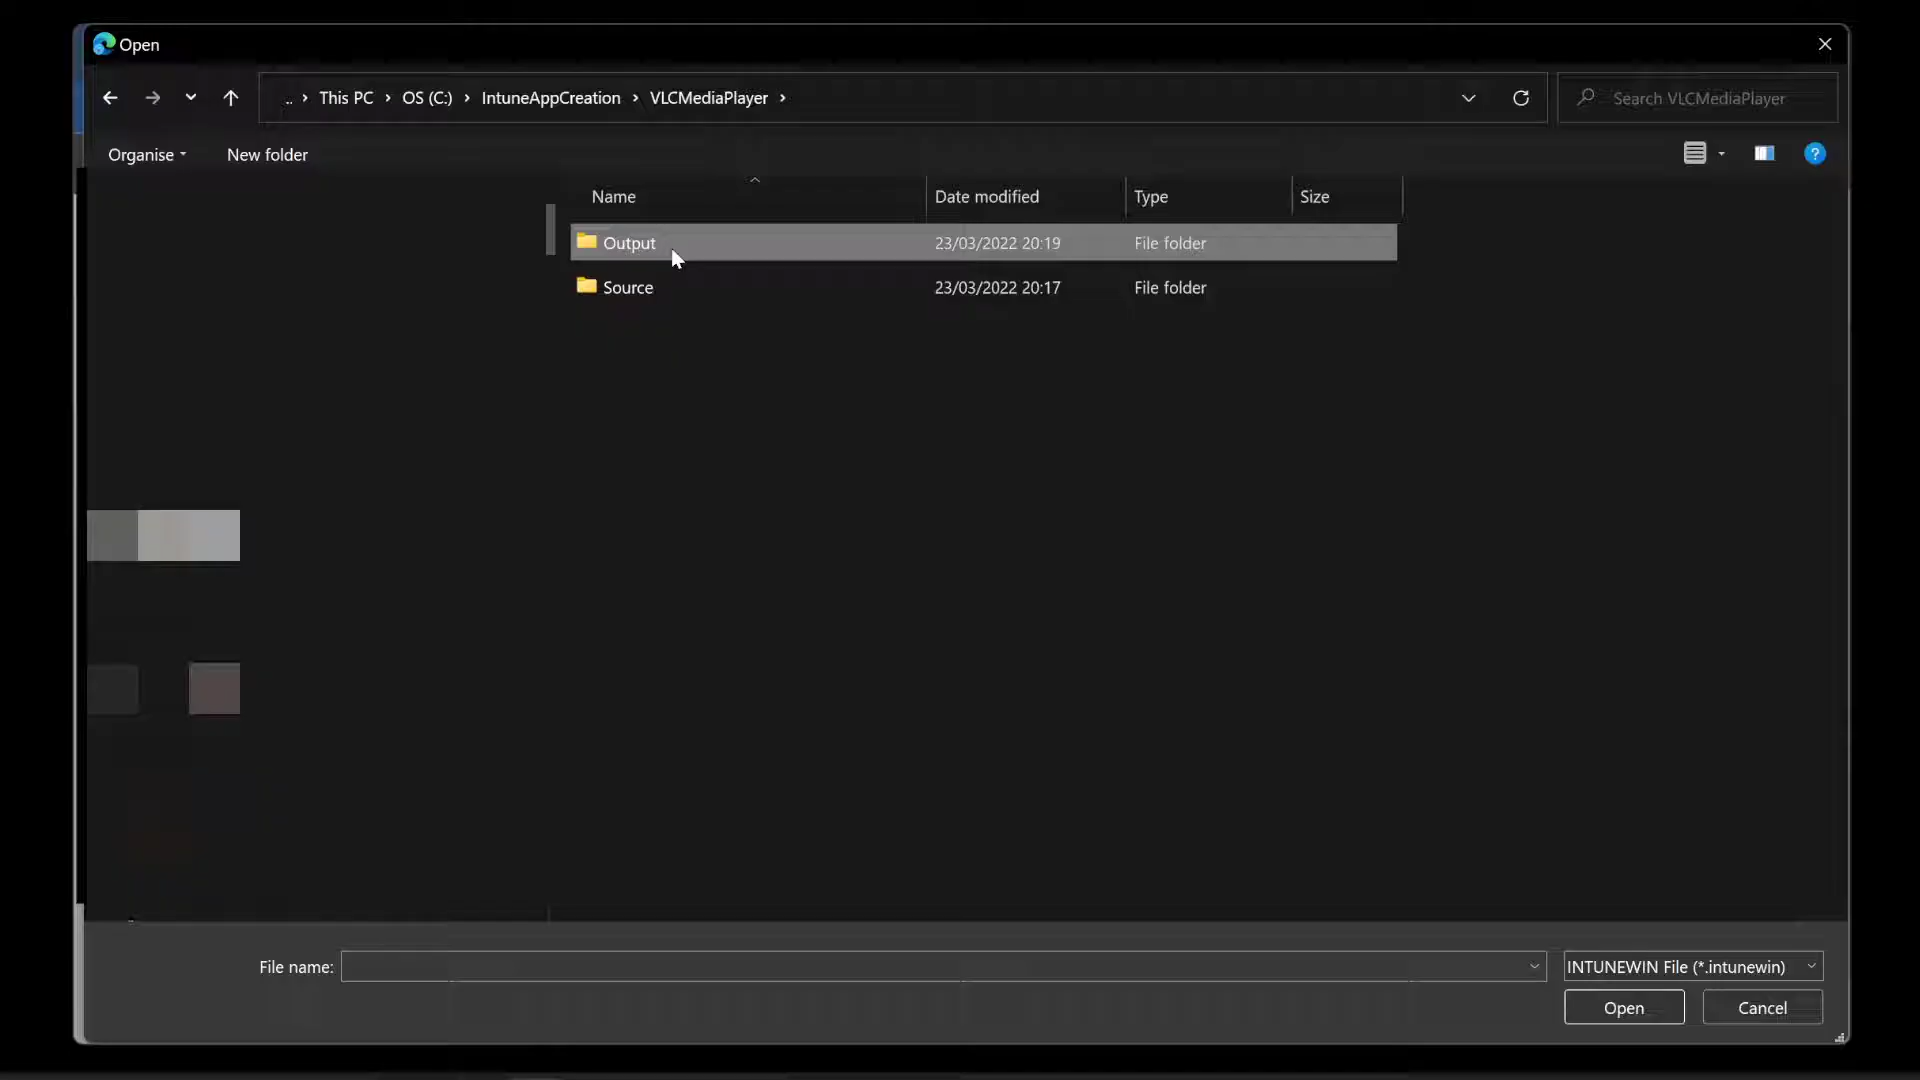 Open
.. › This PC › OS (C:) › IntuneAppCreation › VLCMediaPlayer ›
Search VLCMediaPlayer
Organise New folder
?
Name Date modified Type Size
Output 23/03/2022 20:19 File folder
Source 23/03/2022 20:17 File folder
File name: INTUNEWIN File (*.intunewin)
Open Cancel